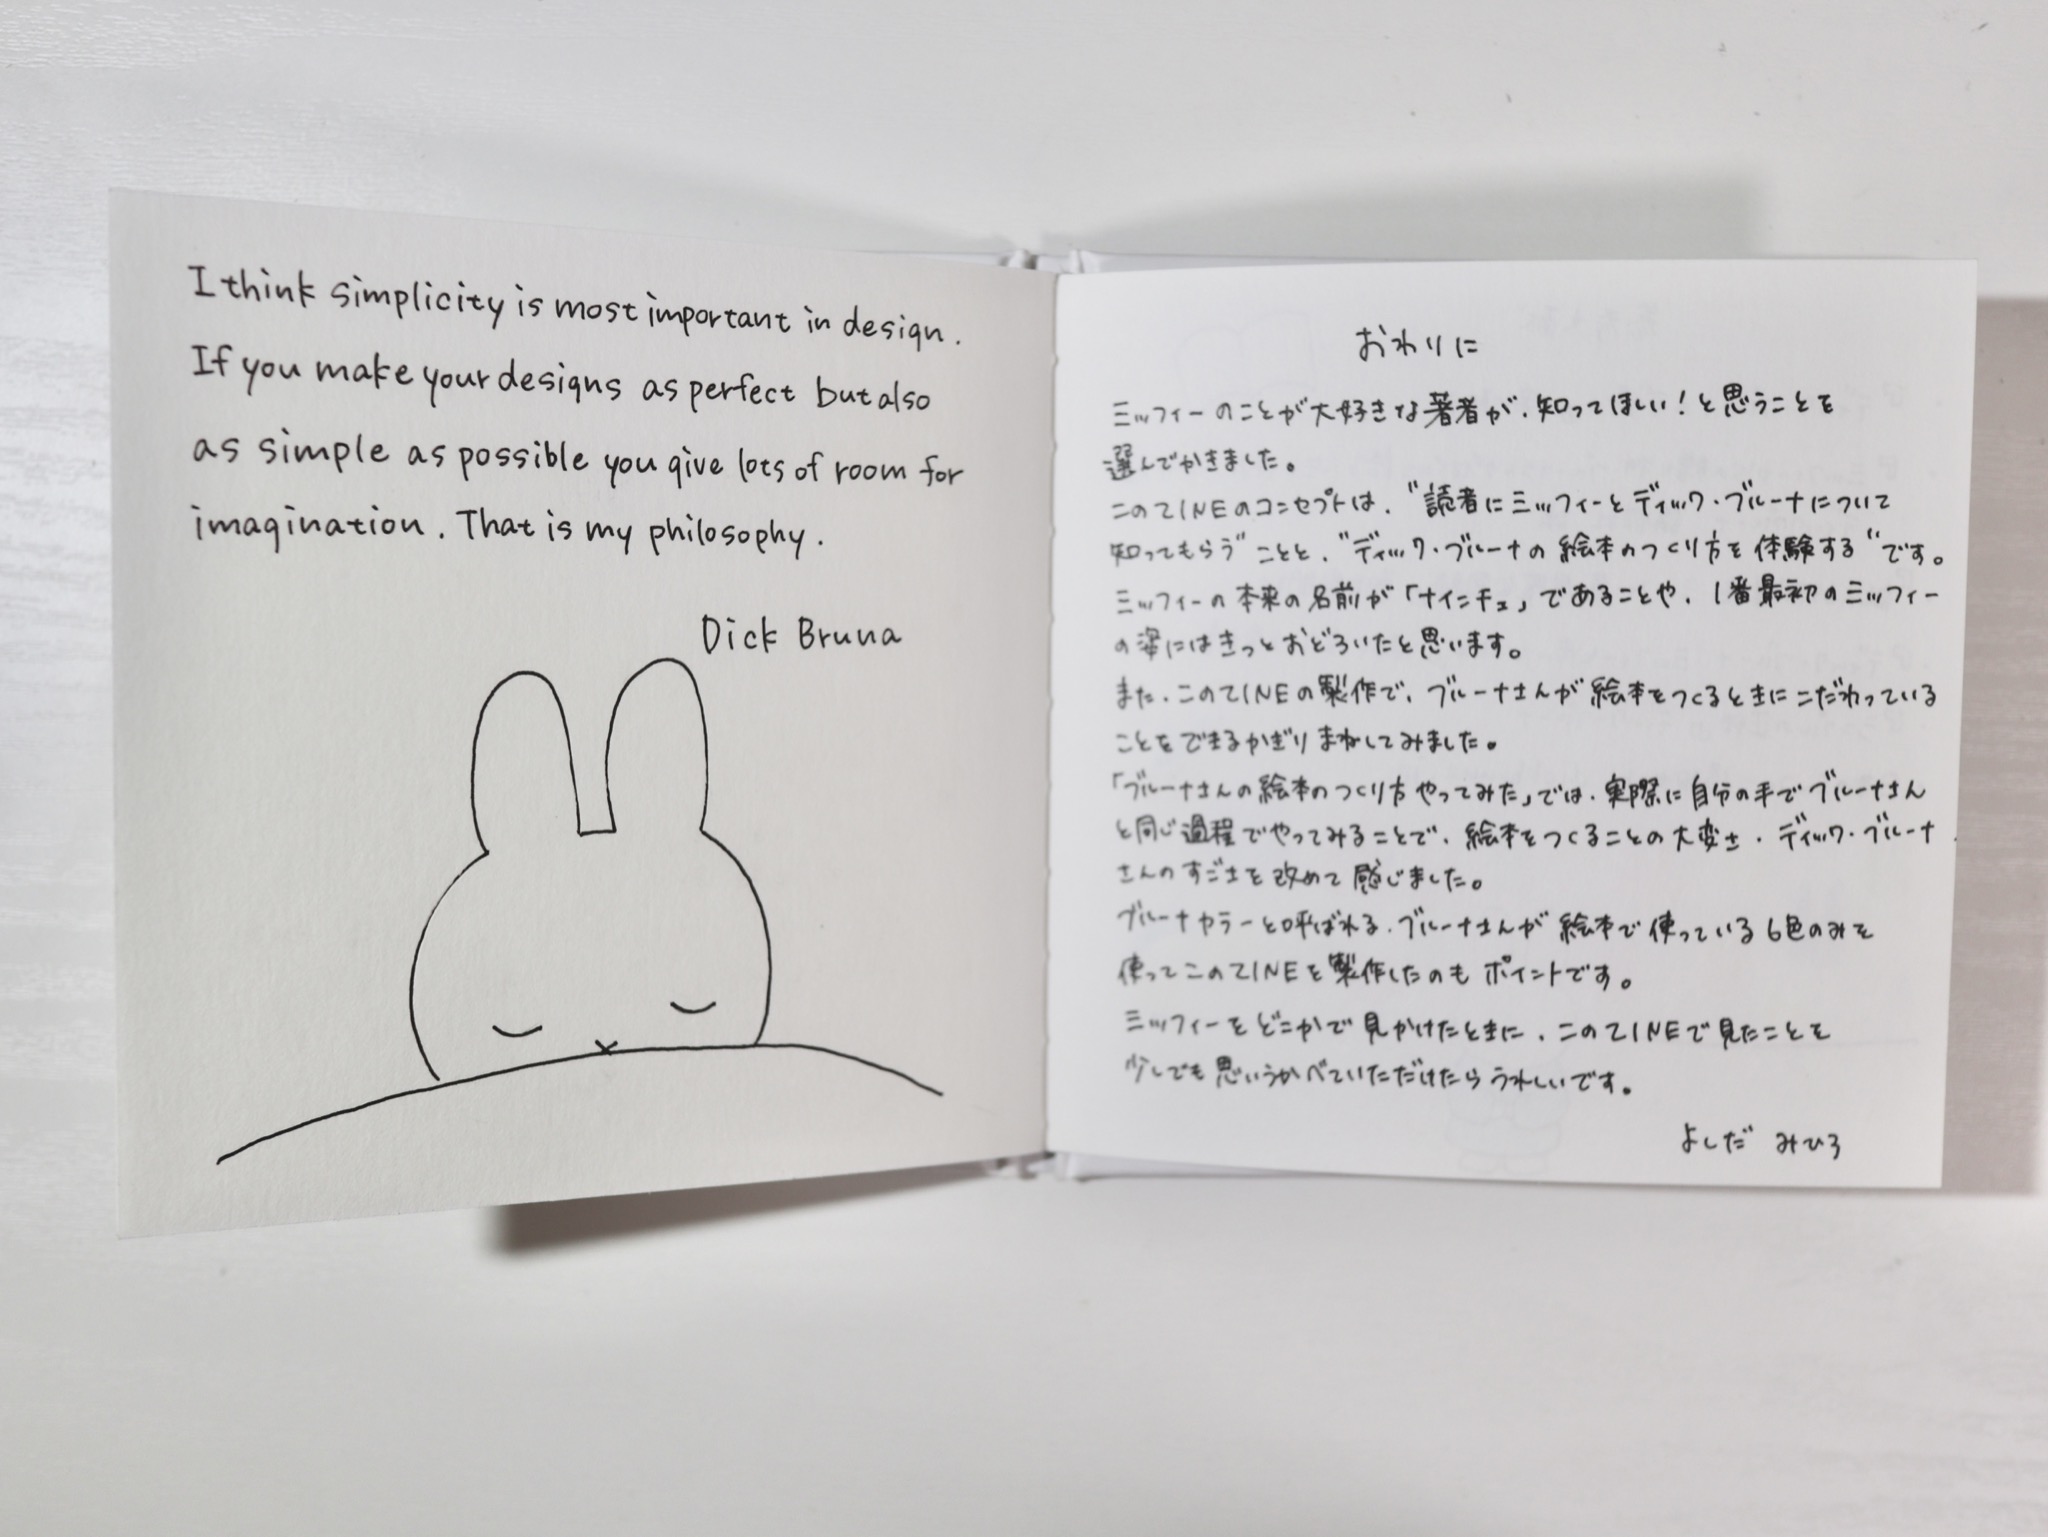 I think simplicity is most important in design.
If you make your designs as perfect but also
as simple as possible you give lots of room for
imagination. That is my philosophy.
Dick Bruna
おわりに
ミッフィーのことが大好きな著者が、知ってほしい！と思うことを
選んでかきました。
このZINEのコンセプトは、"読者にミッフィーとディック・ブルーナについて
知ってもらう"ことと、"ディック・ブルーナの絵本のつくり方を体験する"です。
ミッフィーの本来の名前が「ナインチェ」であることや、1番最初のミッフィー
の姿にはきっとおどろいたと思います。
また、このZINEの製作で、ブルーナさんが絵本をつくるときにこだわっている
ことをできるかぎりまねしてみました。
「ブルーナさんの絵本のつくり方やってみた」では、実際に自分の手でブルーナさん
と同じ過程でやってみることで、絵本をつくることの大変さ・ディック・ブルーナ
さんのすごさを改めて感じました。
ブルーナカラーと呼ばれる、ブルーナさんが絵本で使っている6色のみを
使ってこのZINEを製作したのもポイントです。
ミッフィーをどこかで見かけたときに、このZINEで見たことを
少しでも思いうかべていただけたらうれしいです。
よしだ みひろ